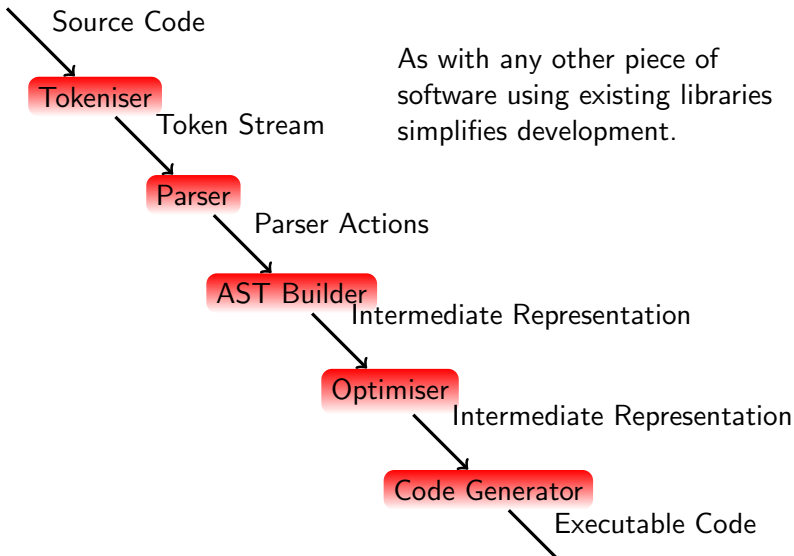 Source Code
As with any other piece of
software using existing libraries
simplifies development.
Tokeniser
Token Stream
Parser
Parser Actions
AST Builder
Intermediate Representation
Optimiser
Intermediate Representation
Code Generator
Executable Code